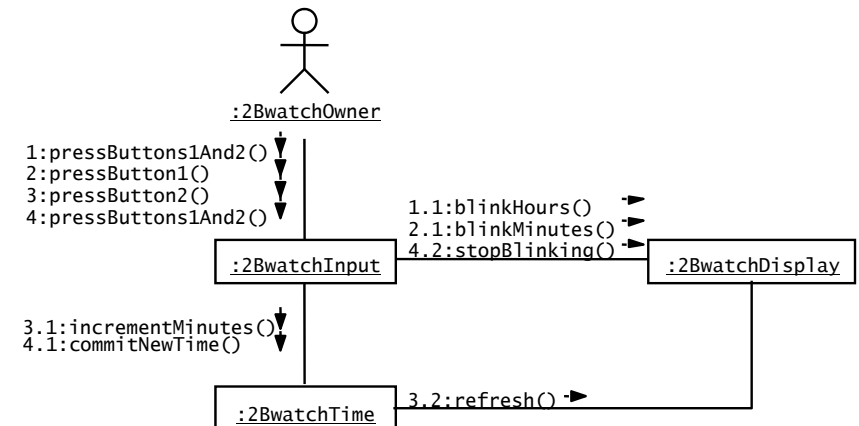 :2BwatchOwner
1:pressButtons1And2()
2:pressButton1()
3:pressButton2()
4:pressButtons1And2()
1.1:blinkHours()
2.1:blinkMinutes()
4.2:stopBlinking()
:2BwatchInput
:2BwatchDisplay
3.1:incrementMinutes()
4.1:commitNewTime()
3.2:refresh()
:2BwatchTime